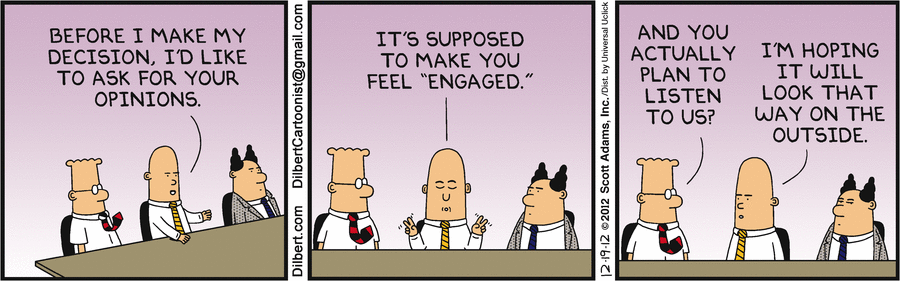 BEFORE I MAKE MY
DECISION, I'D LIKE
TO ASK FOR YOUR
OPINIONS.
Dilbert.com DilbertCartoonist@gmail.com
IT'S SUPPOSED
TO MAKE YOU
FEEL "ENGAGED."
12-19-12 ©2012 Scott Adams, Inc. /Dist. by Universal Uclick
AND YOU
ACTUALLY
PLAN TO
LISTEN
TO US?
I'M HOPING
IT WILL
LOOK THAT
WAY ON THE
OUTSIDE.